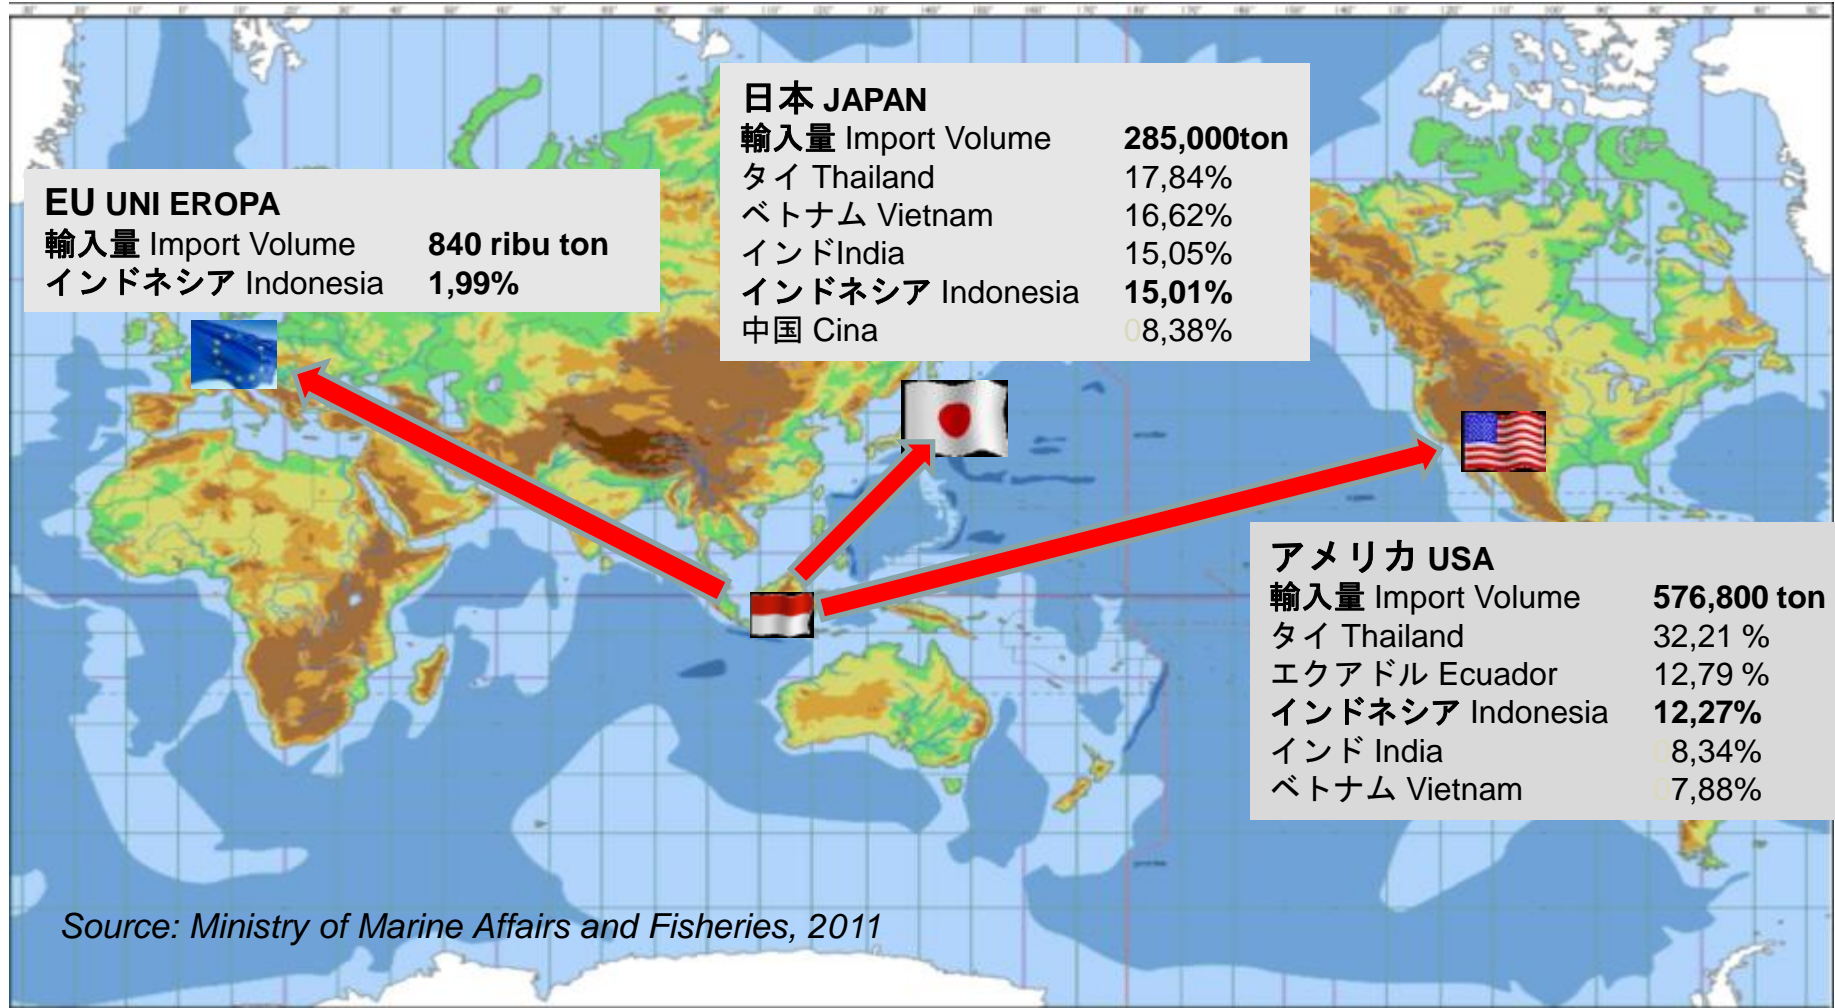 EU UNI EROPA
輸入量 Import Volume 840 ribu ton
インドネシア Indonesia 1,99%
日本 JAPAN
輸入量 Import Volume 285,000ton
タイ Thailand 17,84%
ベトナム Vietnam 16,62%
インドIndia 15,05%
インドネシア Indonesia 15,01%
中国 Cina 08,38%
アメリカ USA
輸入量 Import Volume 576,800 ton
タイ Thailand 32,21 %
エクアドル Ecuador 12,79 %
インドネシア Indonesia 12,27%
インド India 08,34%
ベトナム Vietnam 07,88%
Source: Ministry of Marine Affairs and Fisheries, 2011